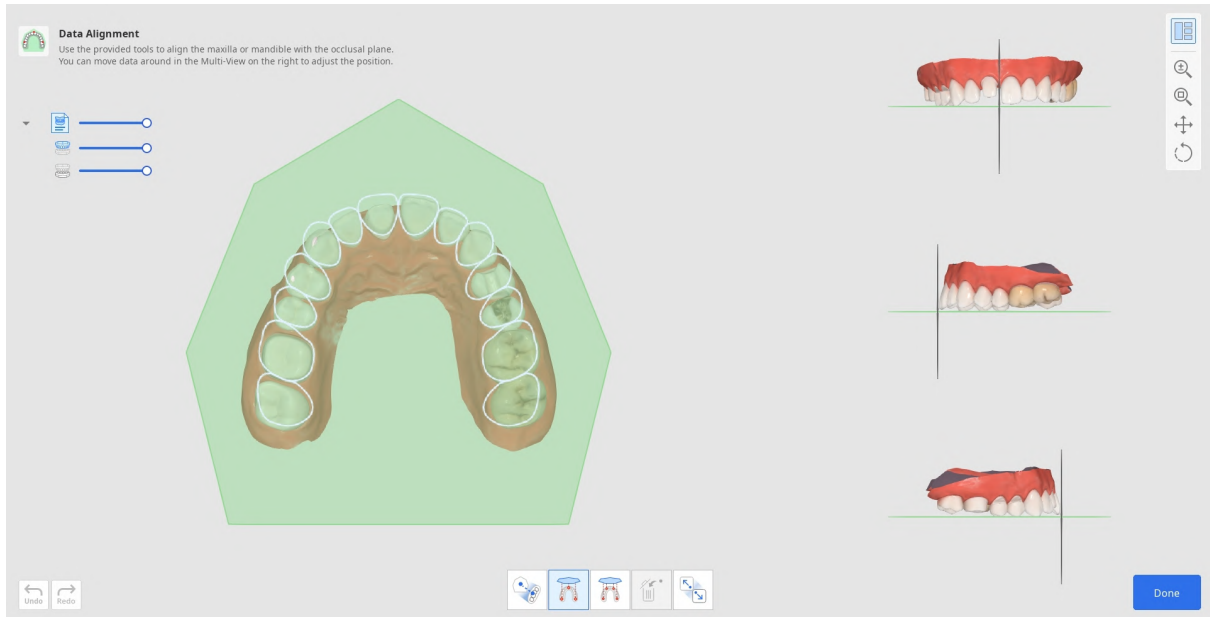 Data Alignment
Use the provided tools to align the maxilla or mandible with the occlusal plane.
You can move data around in the Multi-View on the right to adjust the position.
Undo
Redo
Done